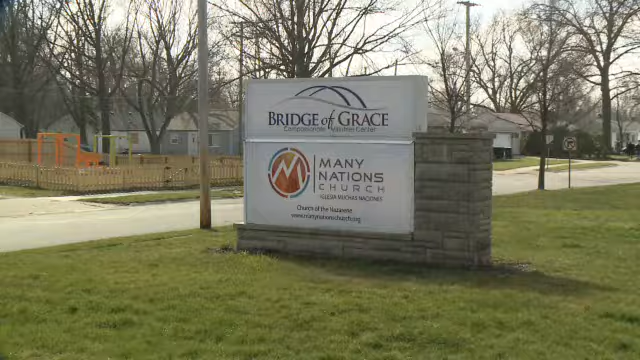 BRIDGE of GRACE
Compassionate Ministries Center
MANY
NATIONS
CHURCH
IGLESIA MUCHAS NACIONES
Church of the Nazarene
www.manynationschurch.org